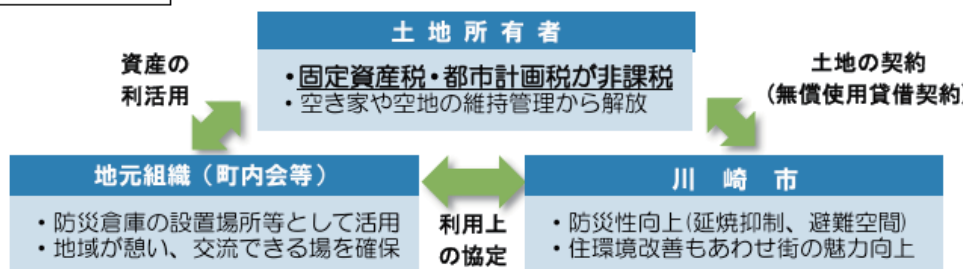 土地所有者
資産の
利活用
・固定資産税・都市計画税が非課税
・空き家や空地の維持管理から解放
土地の契約
(無償使用貸借契約)
地元組織（町内会等）
・防災倉庫の設置場所等として活用
・地域が憩い、交流できる場を確保
利用上
の協定
川崎市
・防災性向上(延焼抑制、避難空間)
・住環境改善もあわせ街の魅力向上